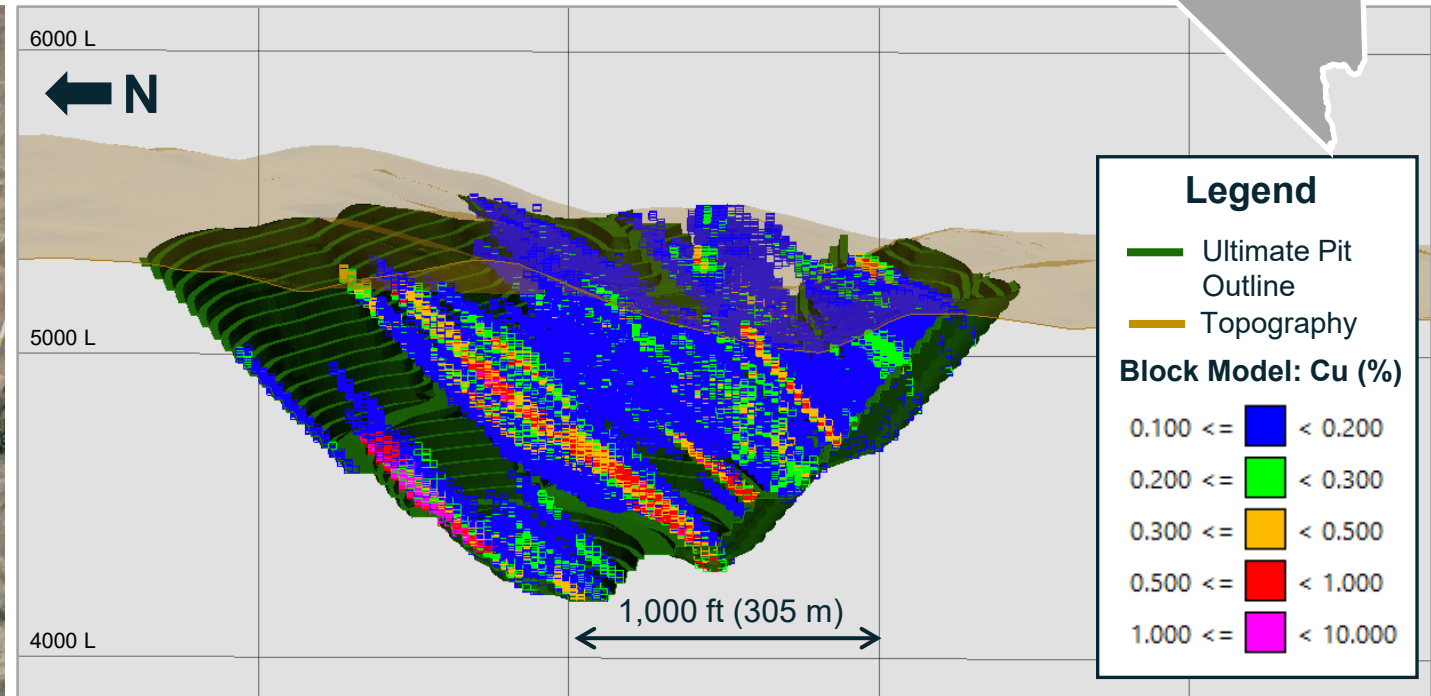 6000 L
N
5000 L
4000 L
1,000 ft (305 m)
Legend
Ultimate Pit
Outline
Topography
Block Model: Cu (%)
0.100 <= < 0.200
0.200 <= < 0.300
0.300 <= < 0.500
0.500 <= < 1.000
1.000 <= < 10.000